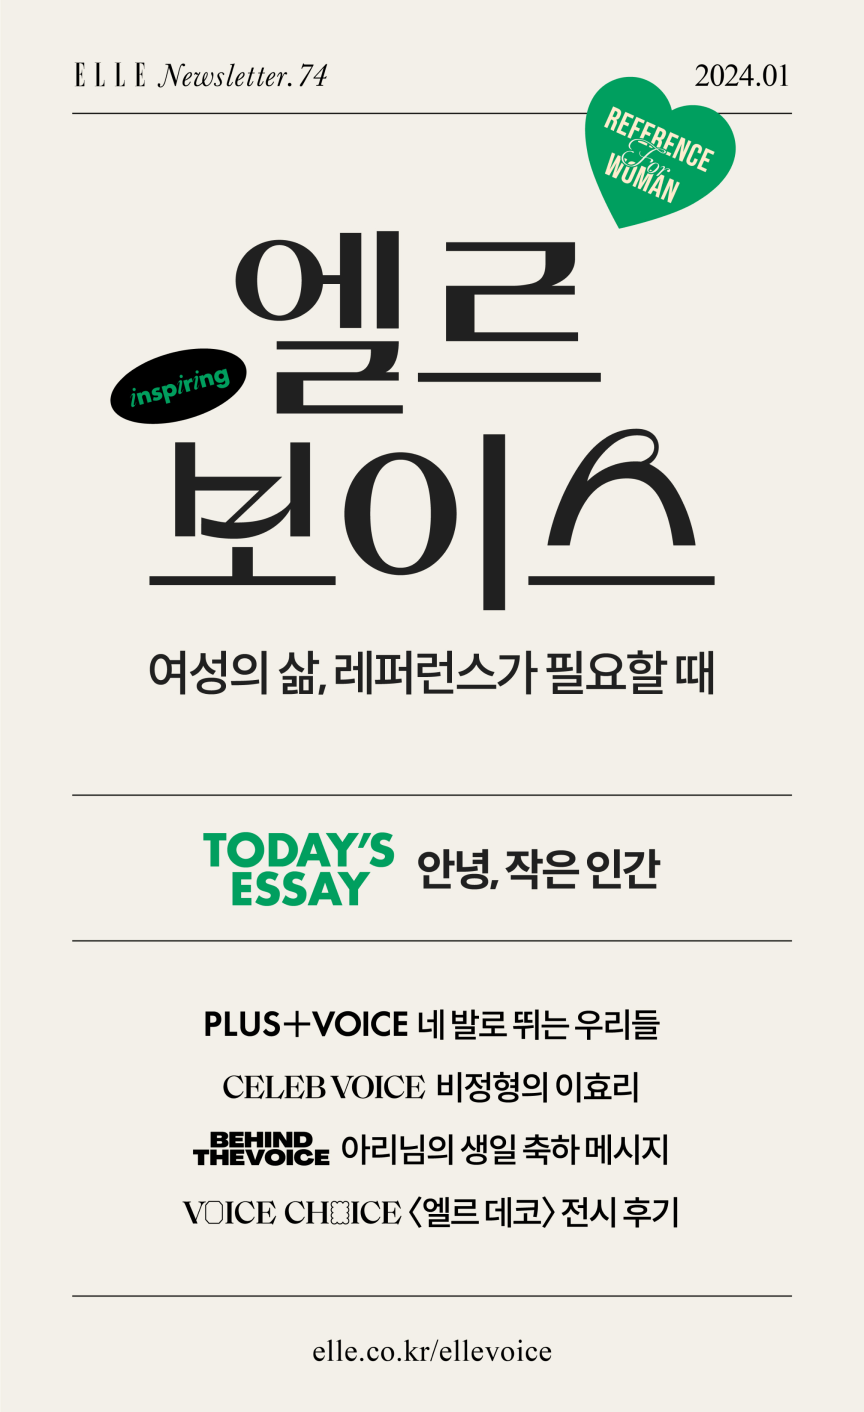 ELLE Newsletter. 74
2024.01
REFERENCE
For
WOMAN
엘르
inspiring
보이스
여성의 삶, 레퍼런스가 필요할 때
TODAY'S
ESSAY
안녕, 작은 인간
PLUS+VOICE 네 발로 뛰는 우리들
CELEB VOICE 비정형의 이효리
BEHIND
THEVOICE
아리님의 생일 축하 메시지
VOICE CHOICE 〈엘르 데코〉 전시 후기
elle.co.kr/ellevoice